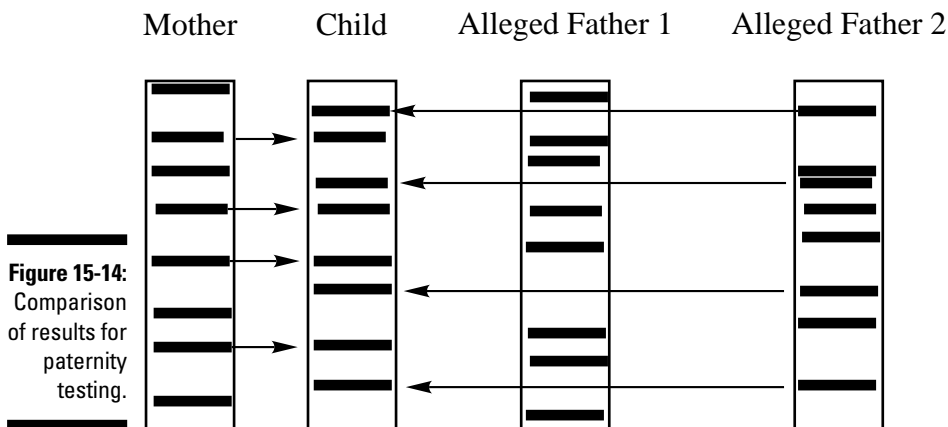 Mother Child Alleged Father 1 Alleged Father 2
Figure 15-14:
Comparison
of results for
paternity
testing.